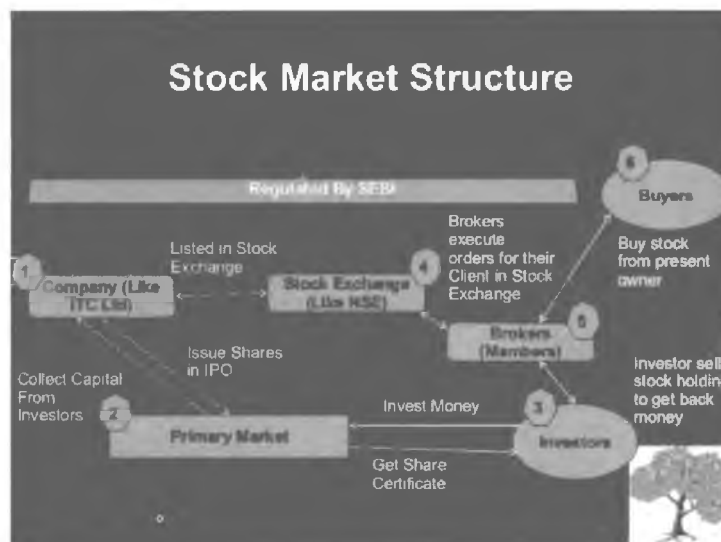 Stock Market Structure
Regulated By SEBI
6
Buyers
Brokers
execute
orders for their
Client in Stock
Exchange
Buy stock
from present
owner
Listed in Stock
Exchange
1
Company (Like
ITC Ltd)
4
Stock Exchange
(Like NSE)
5
Brokers
(Members)
Issue Shares
in IPO
Collect Capital
From
Investors
2
Primary Market
Invest Money
Get Share
Certificate
3
Investors
Investor sell
stock holding
to get back
money